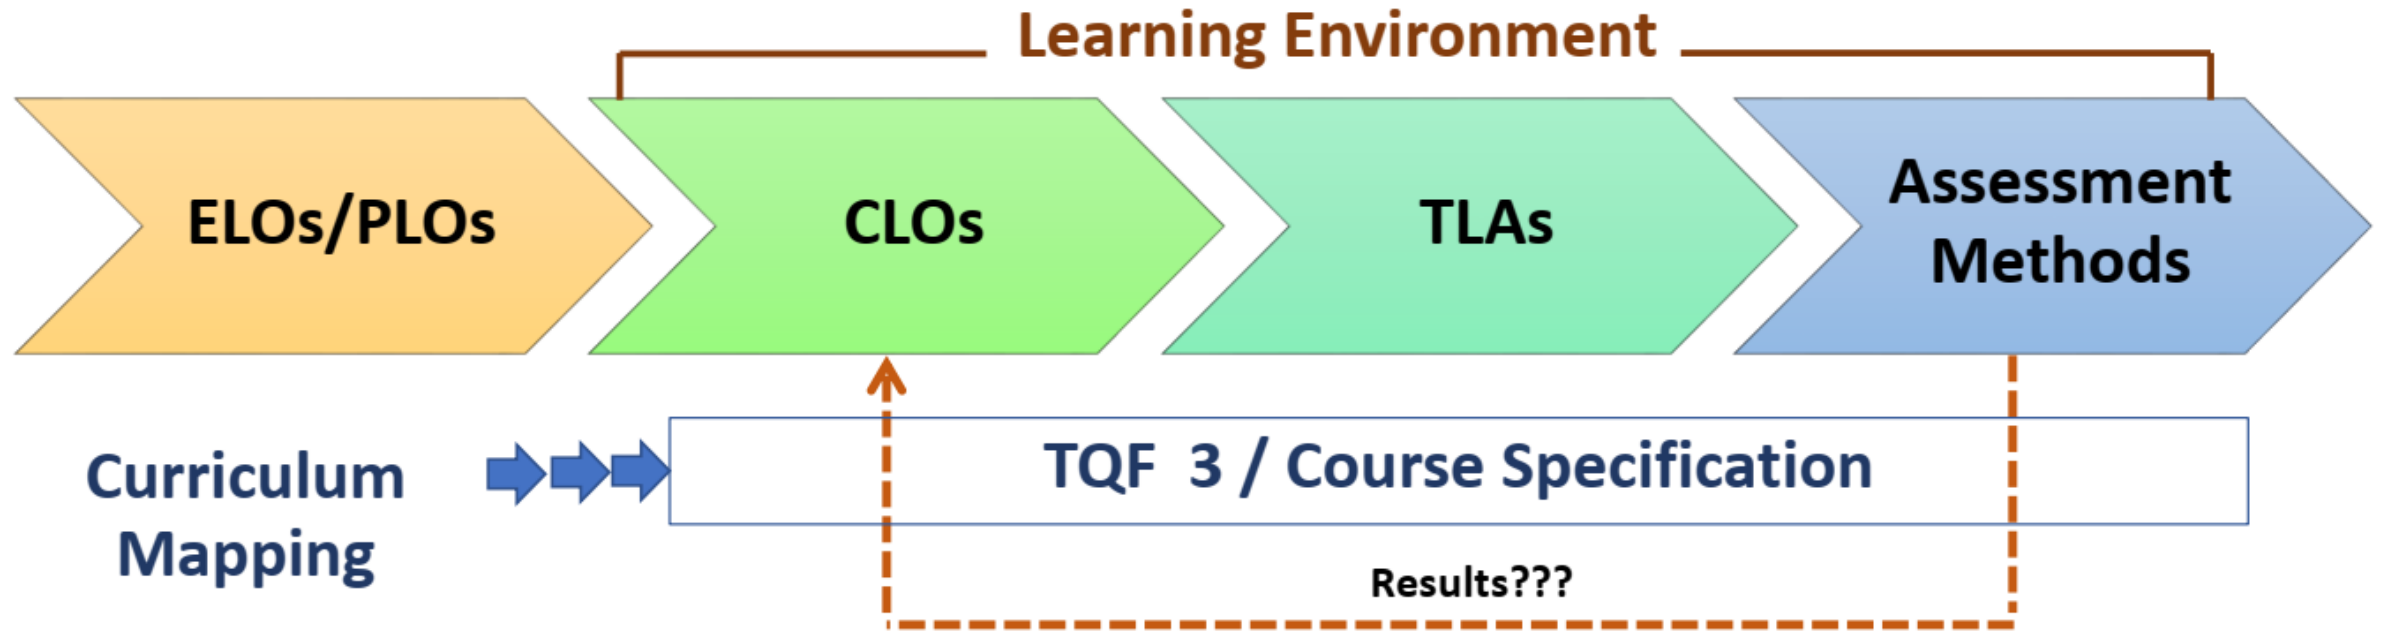 Learning Environment
ELOs/PLOs
CLOs
TLAs
Assessment
Methods
Curriculum
Mapping
TQF 3 / Course Specification
Results???